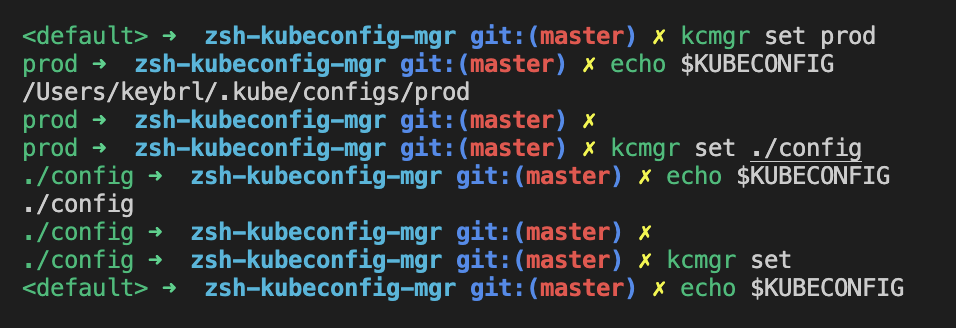 <default> ➜  zsh-kubeconfig-mgr git:(master) ✗ kcmgr set prod
prod ➜  zsh-kubeconfig-mgr git:(master) ✗ echo $KUBECONFIG
/Users/keybrl/.kube/configs/prod
prod ➜  zsh-kubeconfig-mgr git:(master) ✗
prod ➜  zsh-kubeconfig-mgr git:(master) ✗ kcmgr set ./config
./config ➜  zsh-kubeconfig-mgr git:(master) ✗ echo $KUBECONFIG
./config
./config ➜  zsh-kubeconfig-mgr git:(master) ✗
./config ➜  zsh-kubeconfig-mgr git:(master) ✗ kcmgr set
<default> ➜  zsh-kubeconfig-mgr git:(master) ✗ echo $KUBECONFIG